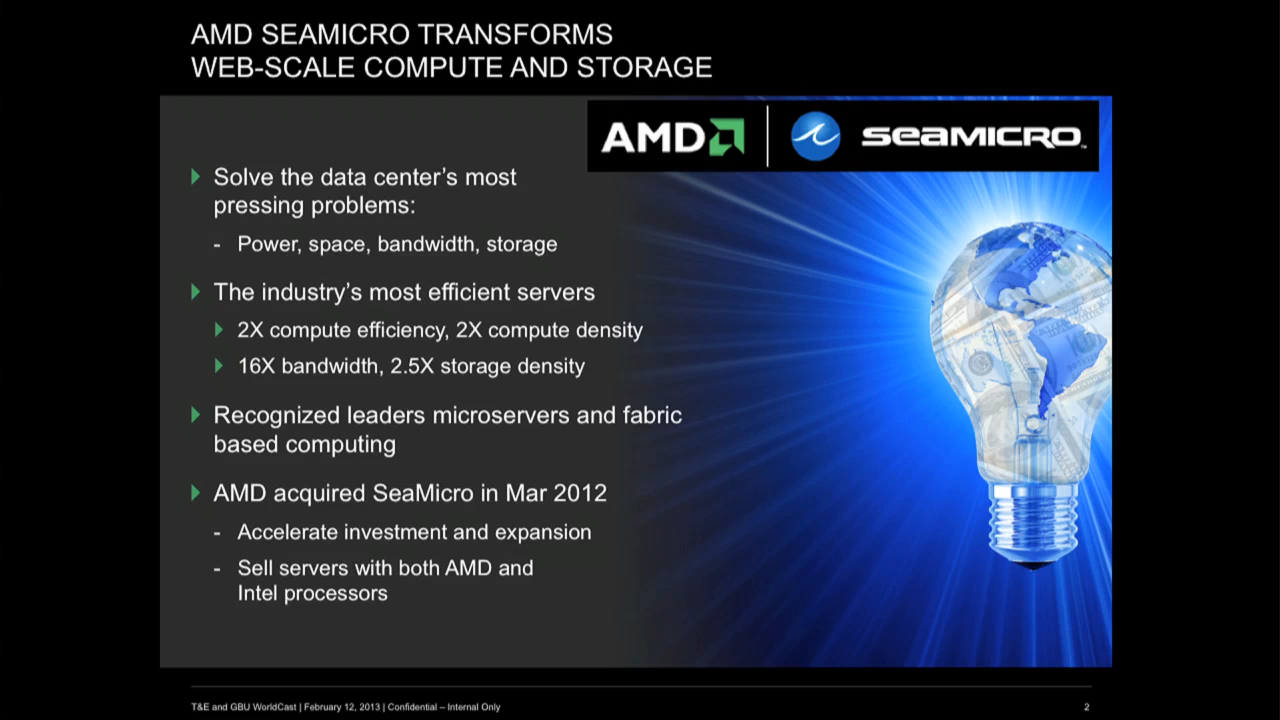 AMD SEAMICRO TRANSFORMS
WEB-SCALE COMPUTE AND STORAGE
AMD
SEAMICRO™
Solve the data center's most
pressing problems:
- Power, space, bandwidth, storage
The industry's most efficient servers
2X compute efficiency, 2X compute density
16X bandwidth, 2.5X storage density
Recognized leaders microservers and fabric
based computing
AMD acquired SeaMicro in Mar 2012
- Accelerate investment and expansion
- Sell servers with both AMD and
Intel processors
T&E and GBU WorldCast | February 12, 2013 | Confidential – Internal Only
2